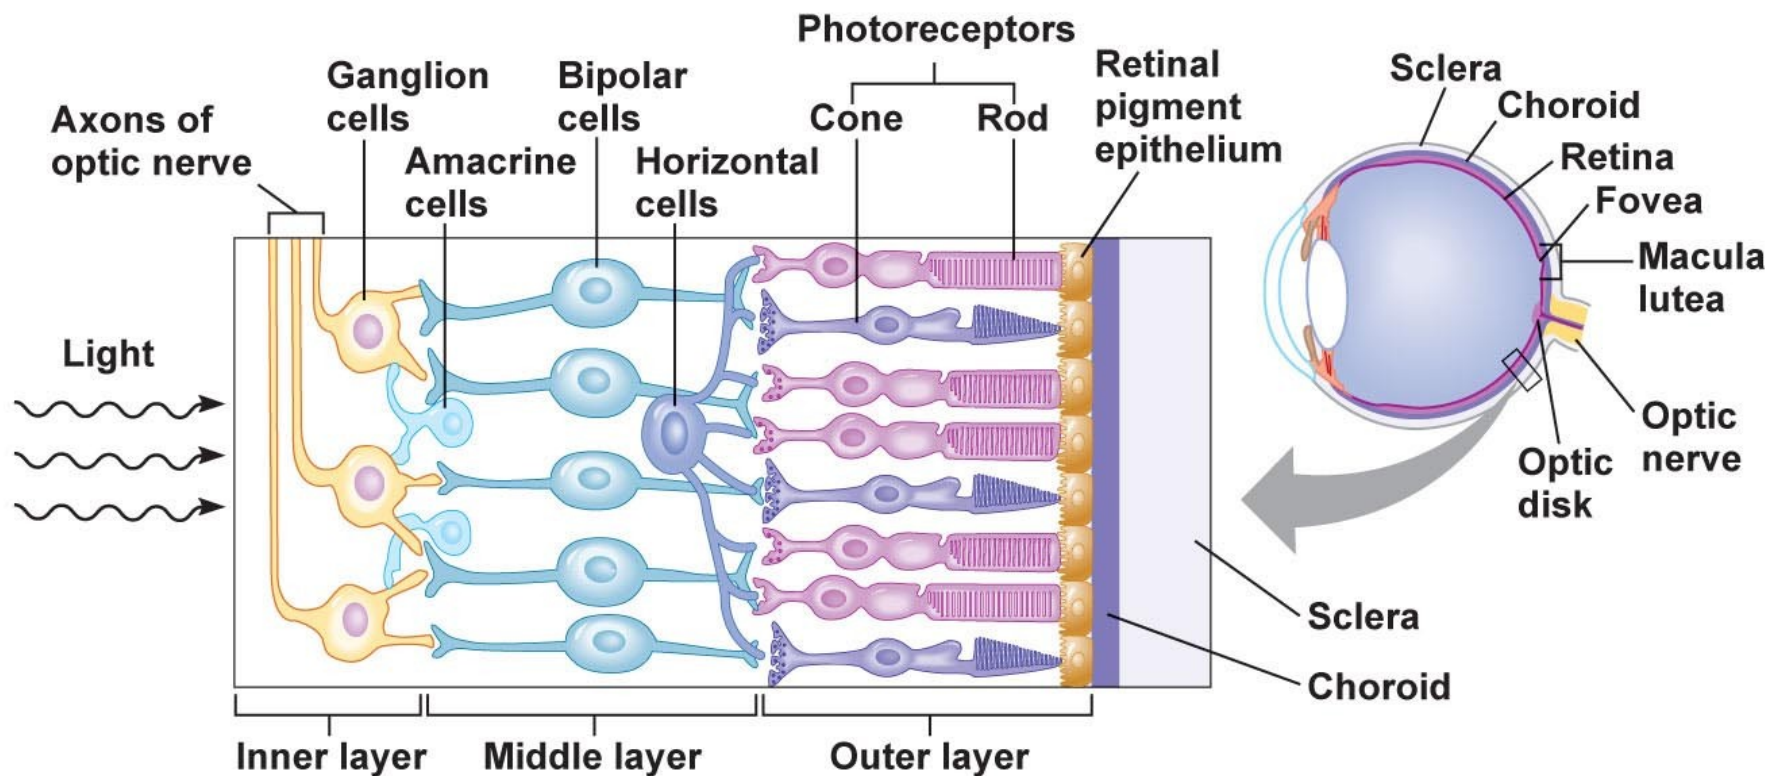 Photoreceptors
Ganglion
cells
Bipolar
cells
Cone
Rod
Retinal
pigment
epithelium
Axons of
optic nerve
Amacrine
cells
Horizontal
cells
Light
Inner layer
Middle layer
Outer layer
Sclera
Choroid
Retina
Fovea
Macula
lutea
Optic
nerve
Optic
disk
Sclera
Choroid